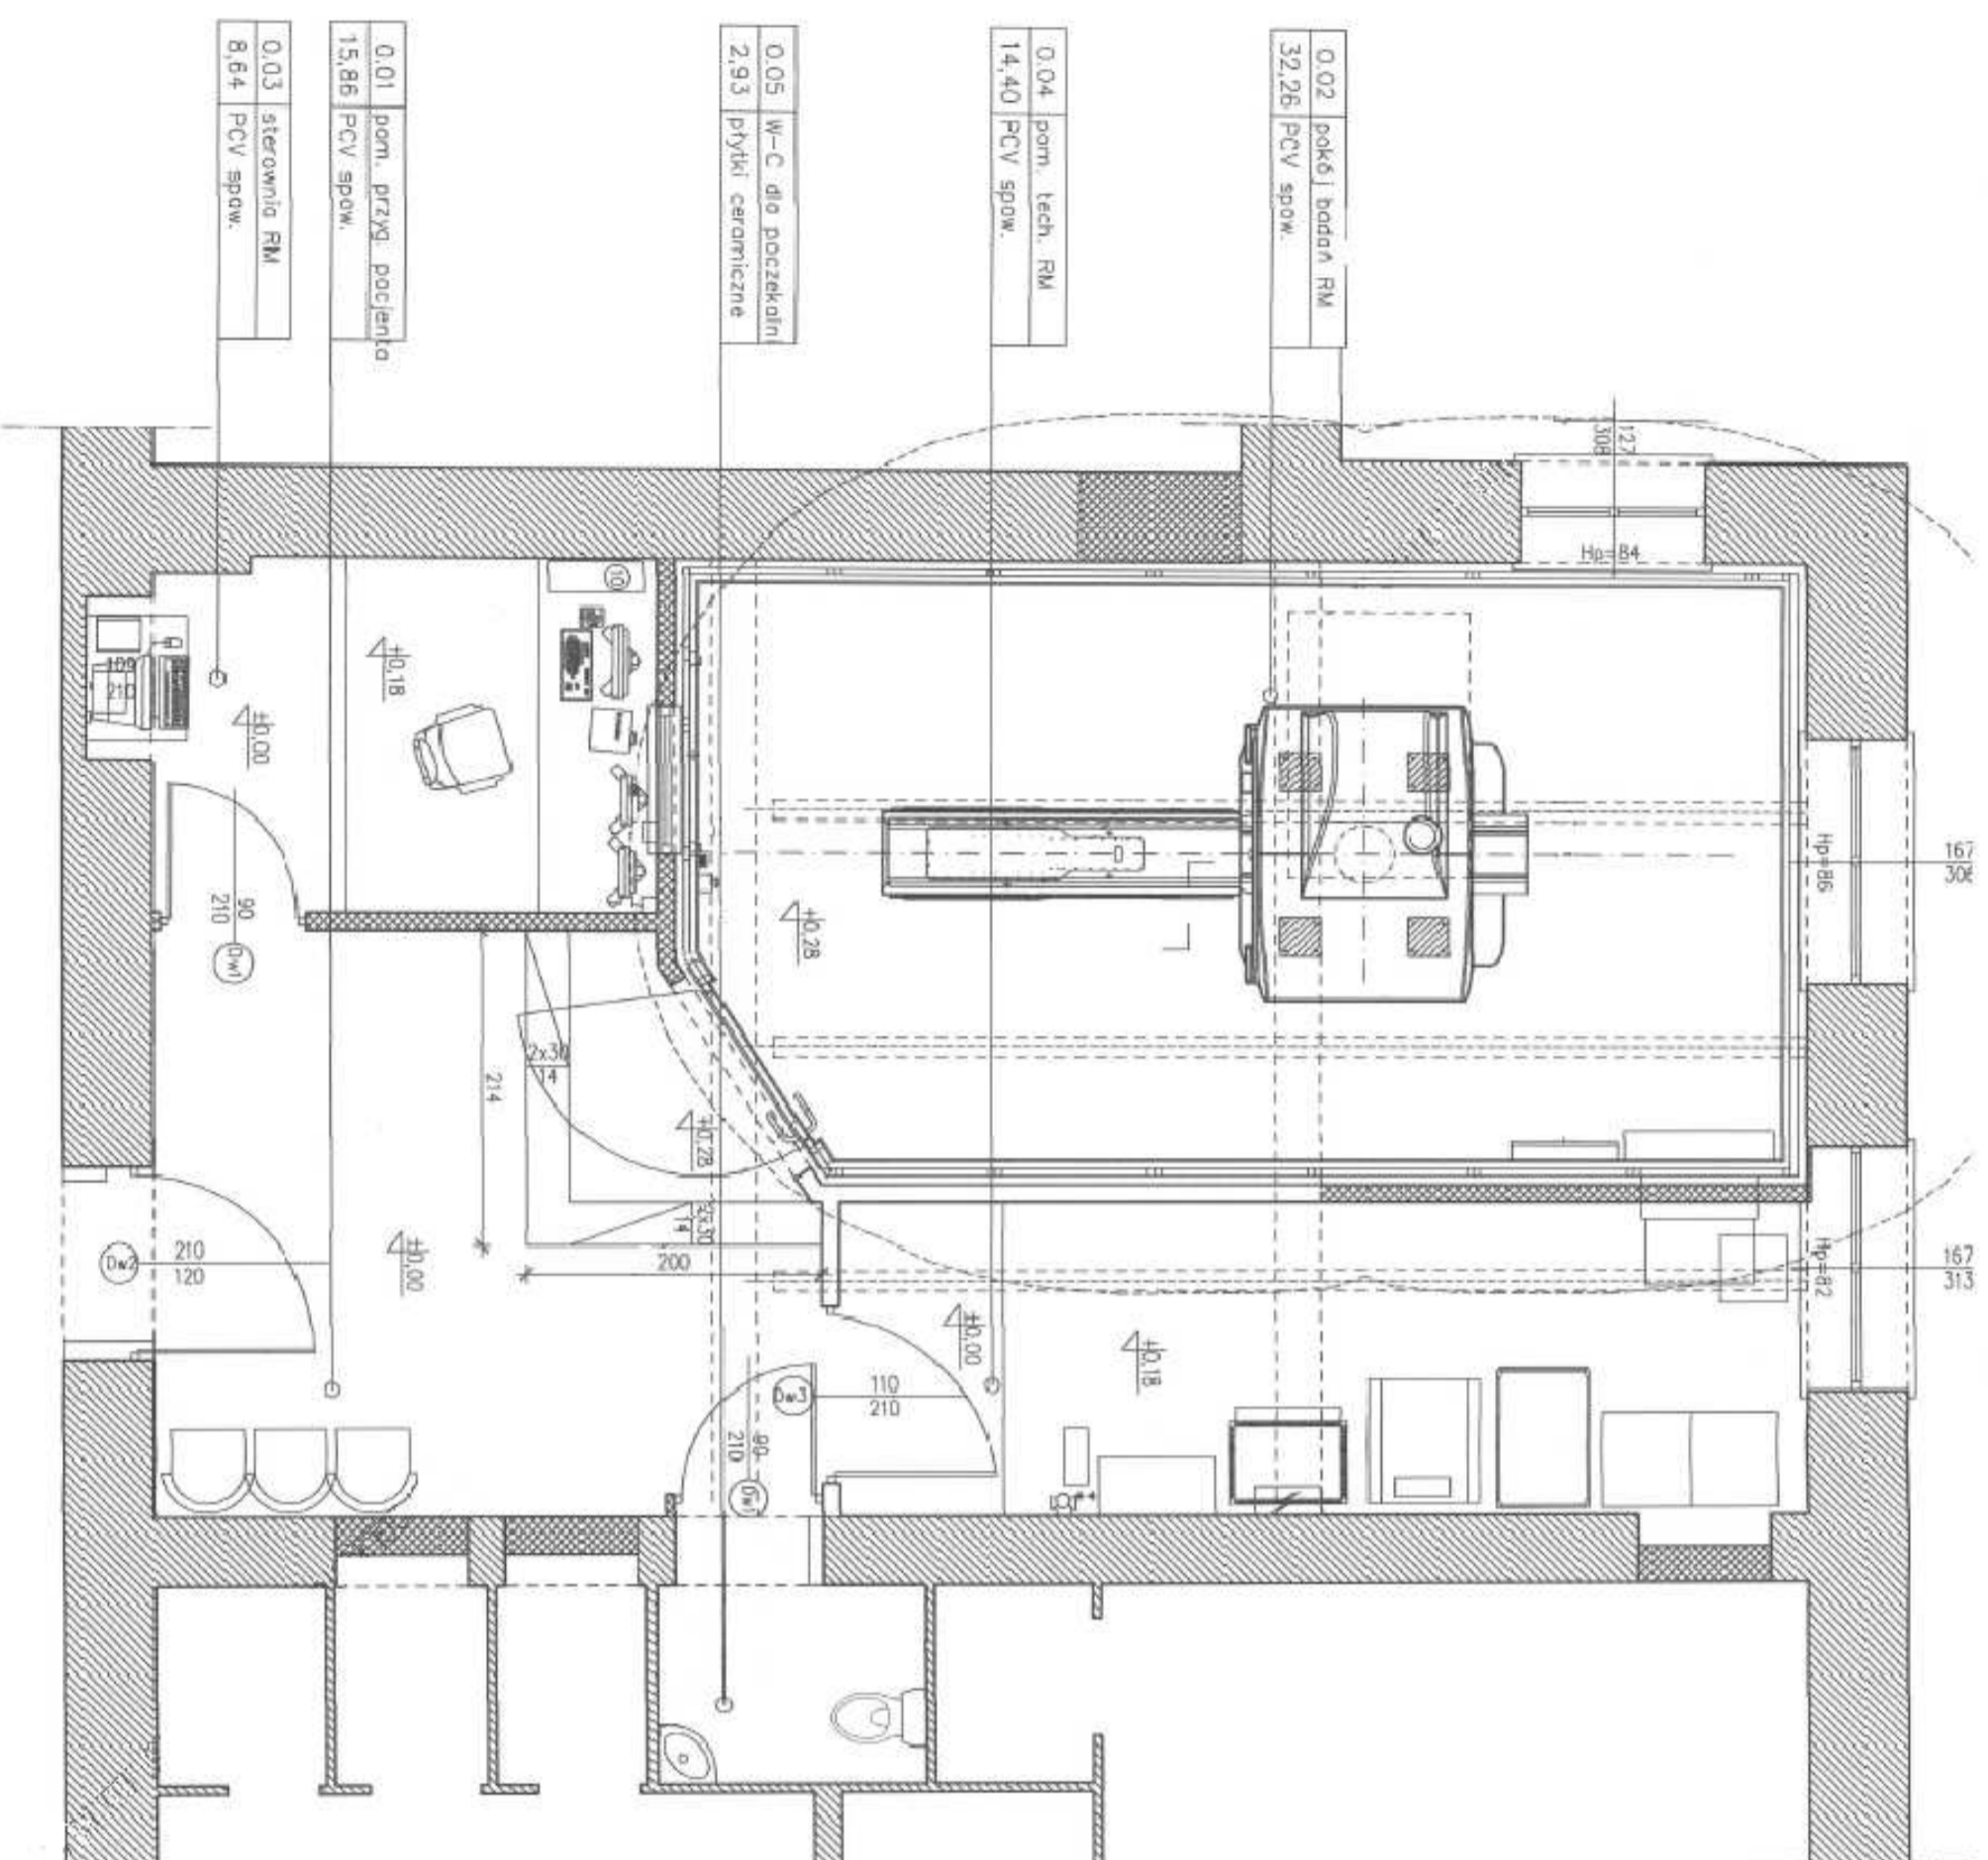 0.03 sterownia RM
8,64 PCV spaw.
0.01 pom. przyg. pacjenta
15,86 PCV spaw.
0.05 W-C dla poczekalni
2,93 płytki ceramiczne
0.04 pom. tech. RM
14,40 PCV spaw.
0.02 pokój badań RM
32,26 PCV spaw.
127
308
Hp=84
10
±0,18
109
210
±0,00
90
210
Dw1
Hp=86
167
306
±0,28
2x30
14
214
±0,28
2x30
14
200
Dw2
210
120
±0,00
±0,00
±0,18
Hp=82
167
313
Dw3
110
210
90
210
Dw1